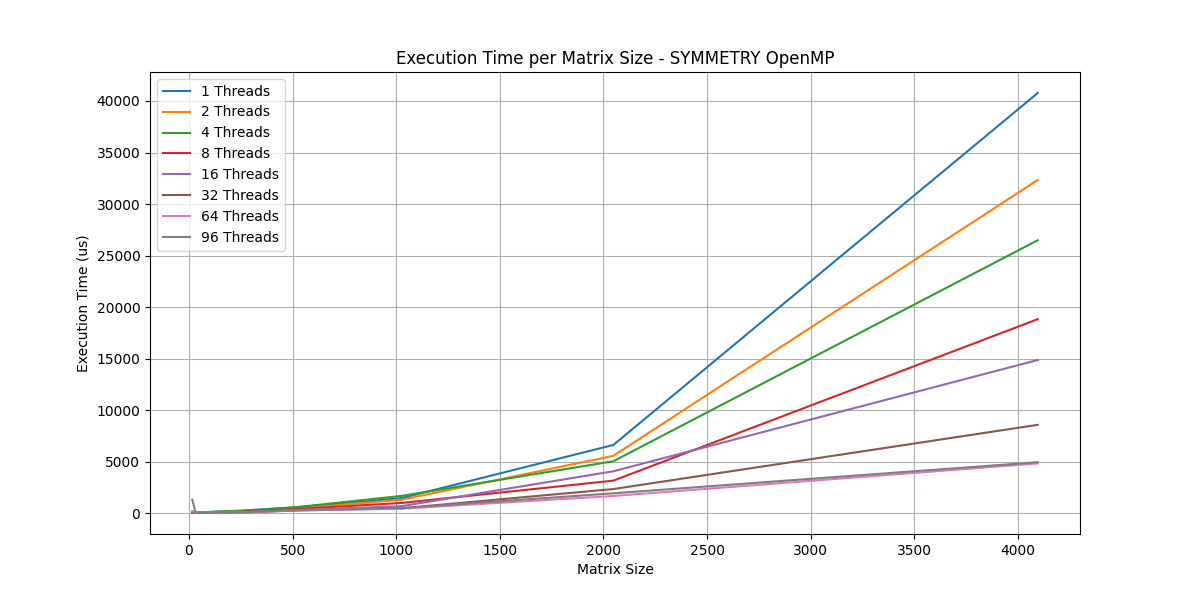 Execution Time per Matrix Size - SYMMETRY OpenMP
1 Threads
2 Threads
4 Threads
8 Threads
16 Threads
32 Threads
64 Threads
96 Threads
Execution Time (us)
40000
35000
30000
25000
20000
15000
10000
5000
0
0 500 1000 1500 2000 2500 3000 3500 4000
Matrix Size